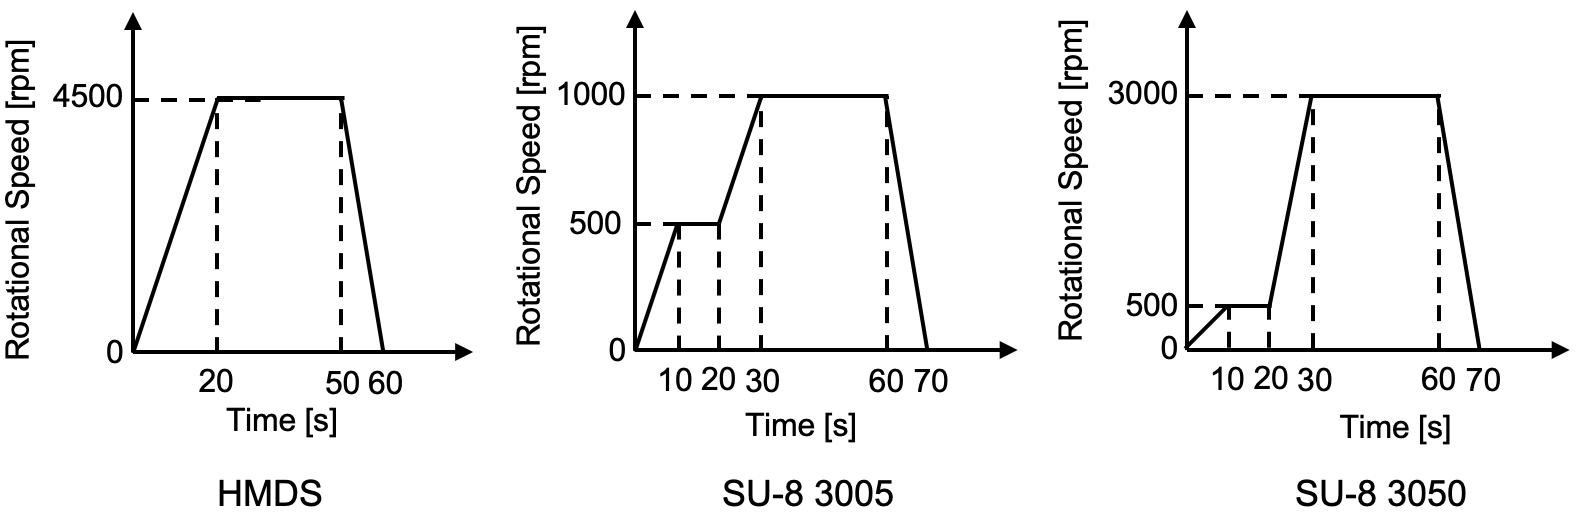 Rotational Speed [rpm]
4500
0
20
50 60
Time [s]
HMDS
Rotational Speed [rpm]
1000
500
0
10 20 30
60 70
Time [s]
SU-8 3005
Rotational Speed [rpm]
3000
500
0
10 20 30
60 70
Time [s]
SU-8 3050